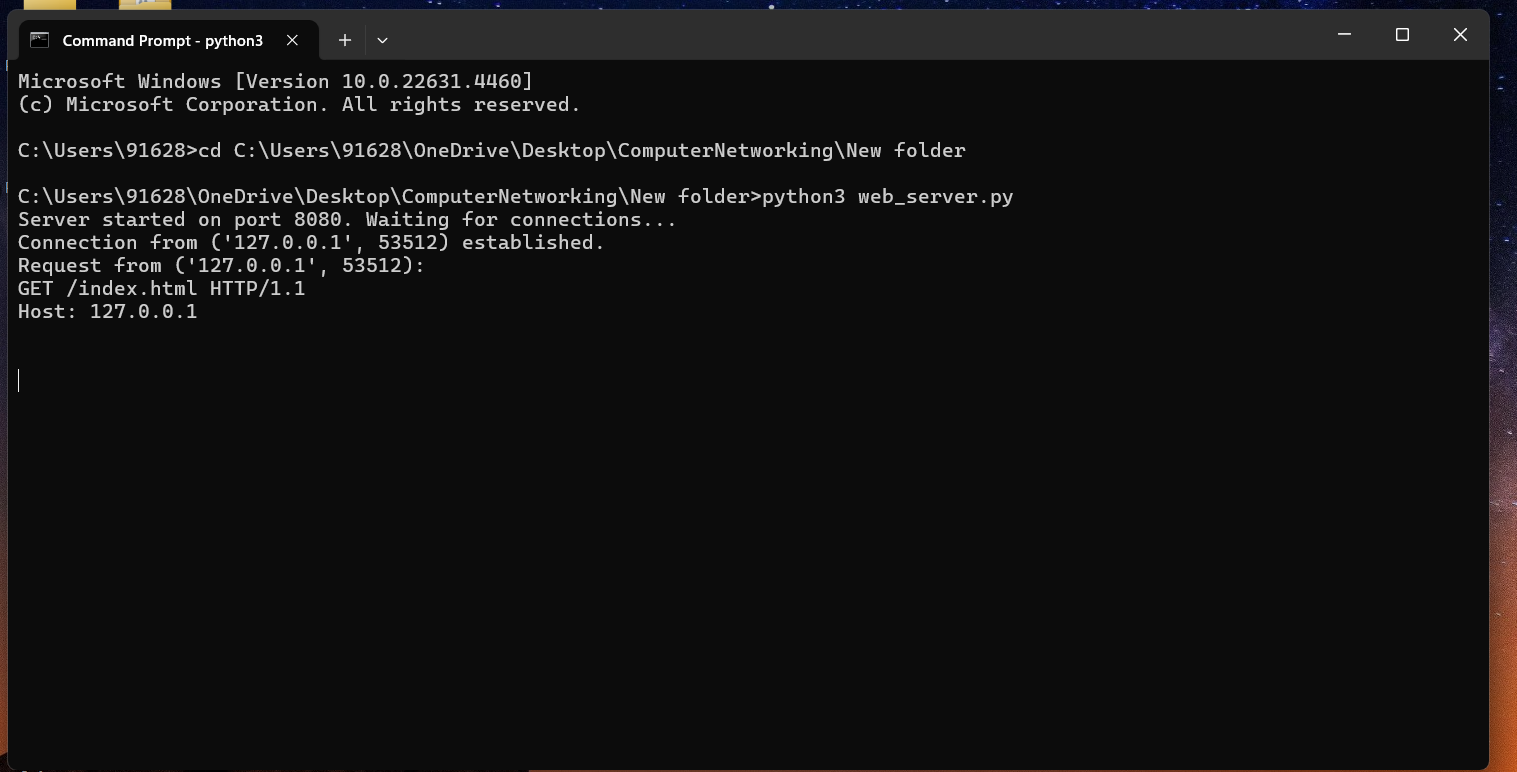 Command Prompt - python3
Microsoft Windows [Version 10.0.22631.4460]
(c) Microsoft Corporation. All rights reserved.
C:\Users\91628>cd C:\Users\91628\OneDrive\Desktop\ComputerNetworking\New folder
C:\Users\91628\OneDrive\Desktop\ComputerNetworking\New folder>python3 web_server.py
Server started on port 8080. Waiting for connections...
Connection from ('127.0.0.1', 53512) established.
Request from ('127.0.0.1', 53512):
GET /index.html HTTP/1.1
Host: 127.0.0.1